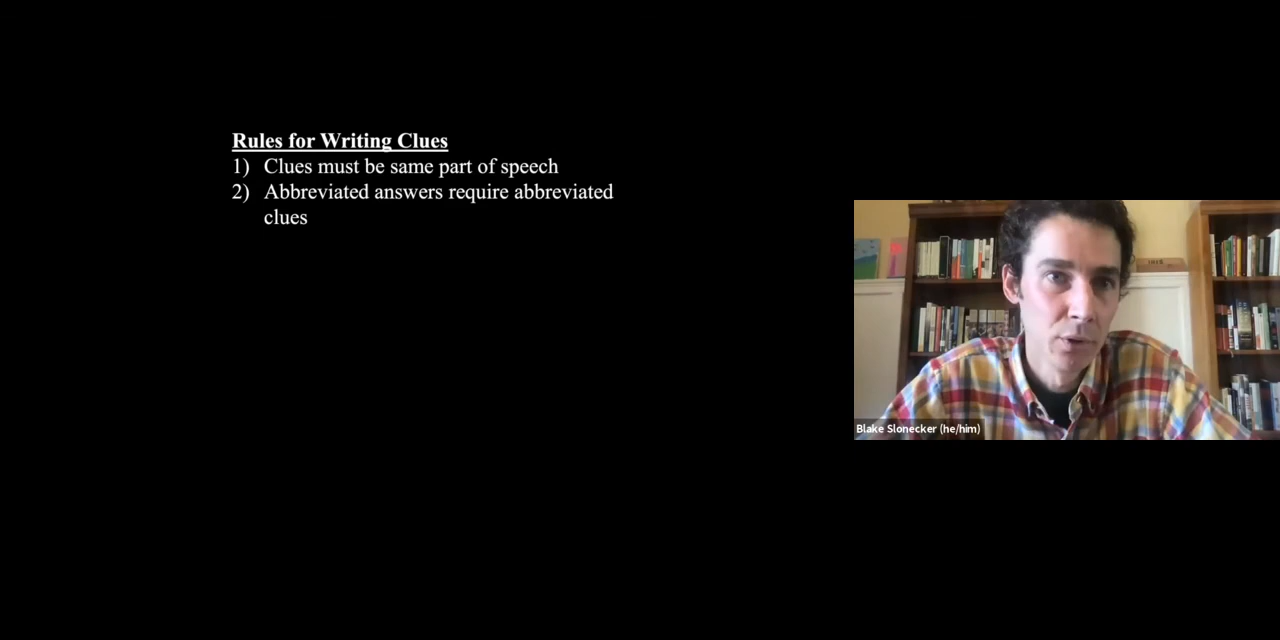 Rules for Writing Clues
1) Clues must be same part of speech
2) Abbreviated answers require abbreviated
clues
Blake Slonecker (he/him)